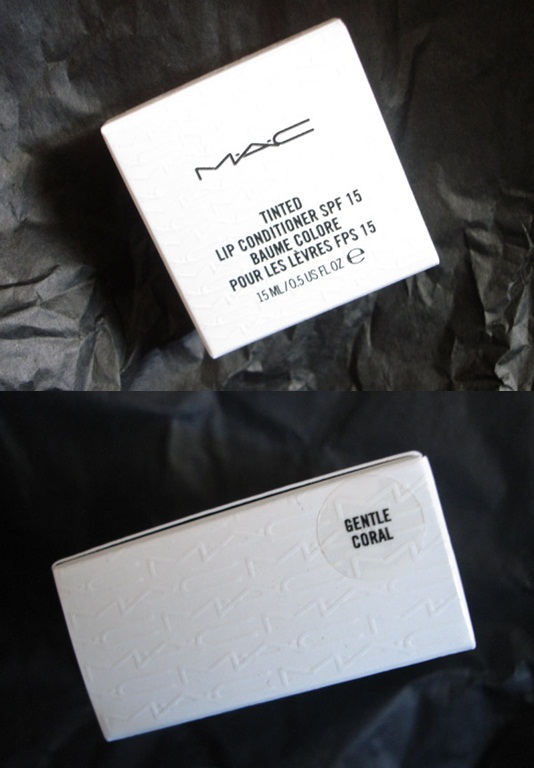 M·A·C
TINTED
LIP CONDITIONER SPF 15
BAUME COLORE
POUR LES LÈVRES FPS 15
15 ML/0.5 US FL OZ ℮
GENTLE
CORAL